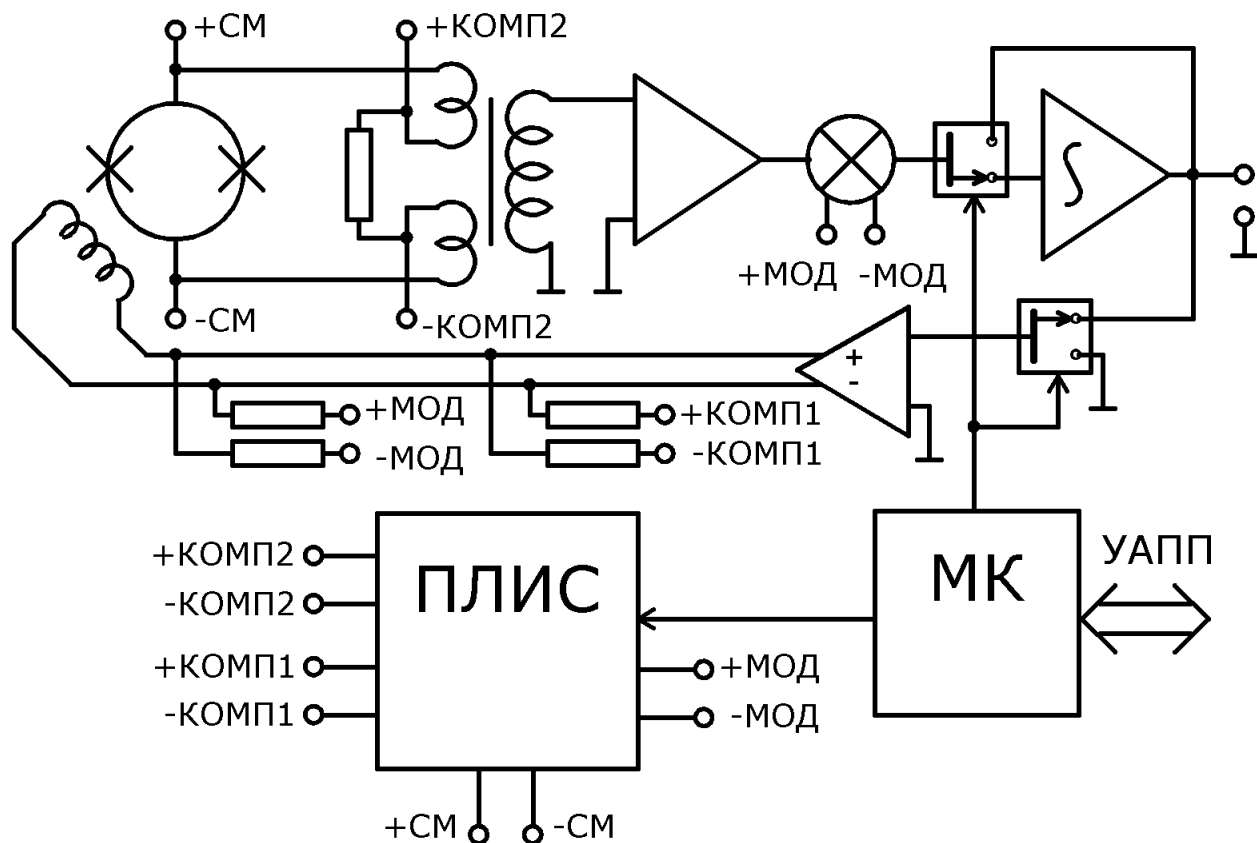 +СМ
+КОМП2
+МОД -МОД
-СМ
-КОМП2
+
-
+МОД
+КОМП1
-МОД
-КОМП1
+КОМП2
ПЛИС
МК
УАПП
-КОМП2
+КОМП1
+МОД
-КОМП1
-МОД
+СМ
-СМ